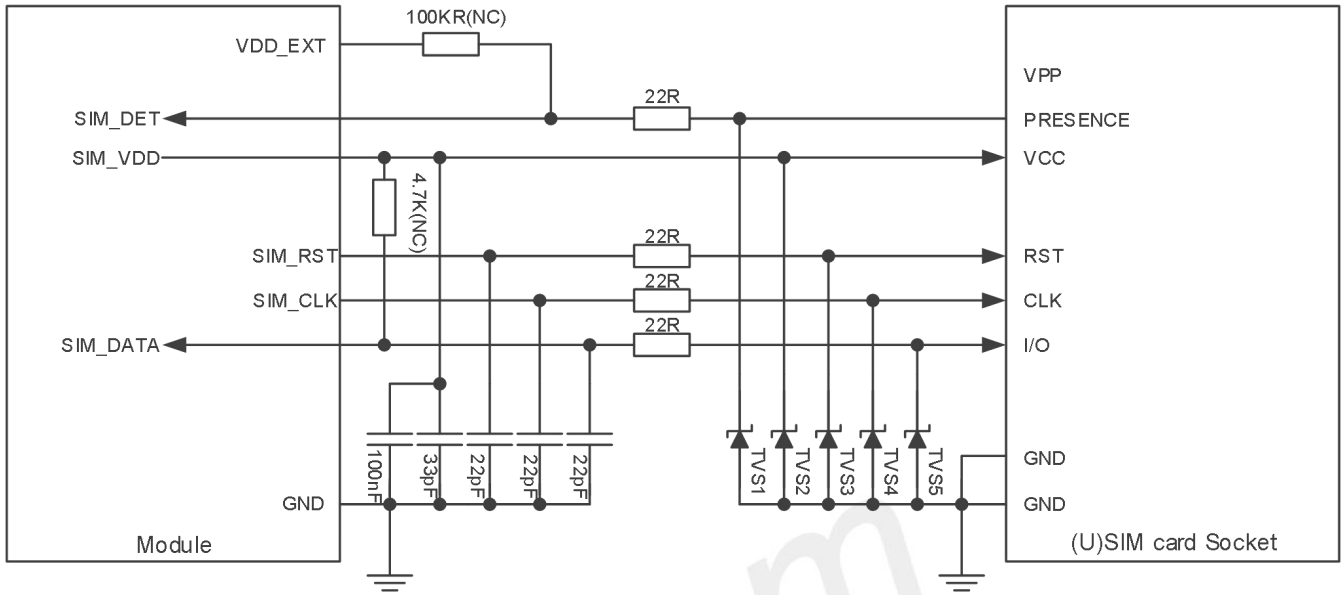 100KR(NC)
VDD_EXT
VPP
22R
SIM_DET
PRESENCE
SIM_VDD
VCC
4.7K(NC)
22R
SIM_RST
RST
22R
SIM_CLK
CLK
22R
SIM_DATA
I/O
100nF
33pF
22pF
22pF
22pF
TVS1
TVS2
TVS3
TVS4
TVS5
GND
GND
GND
Module
(U)SIM card Socket